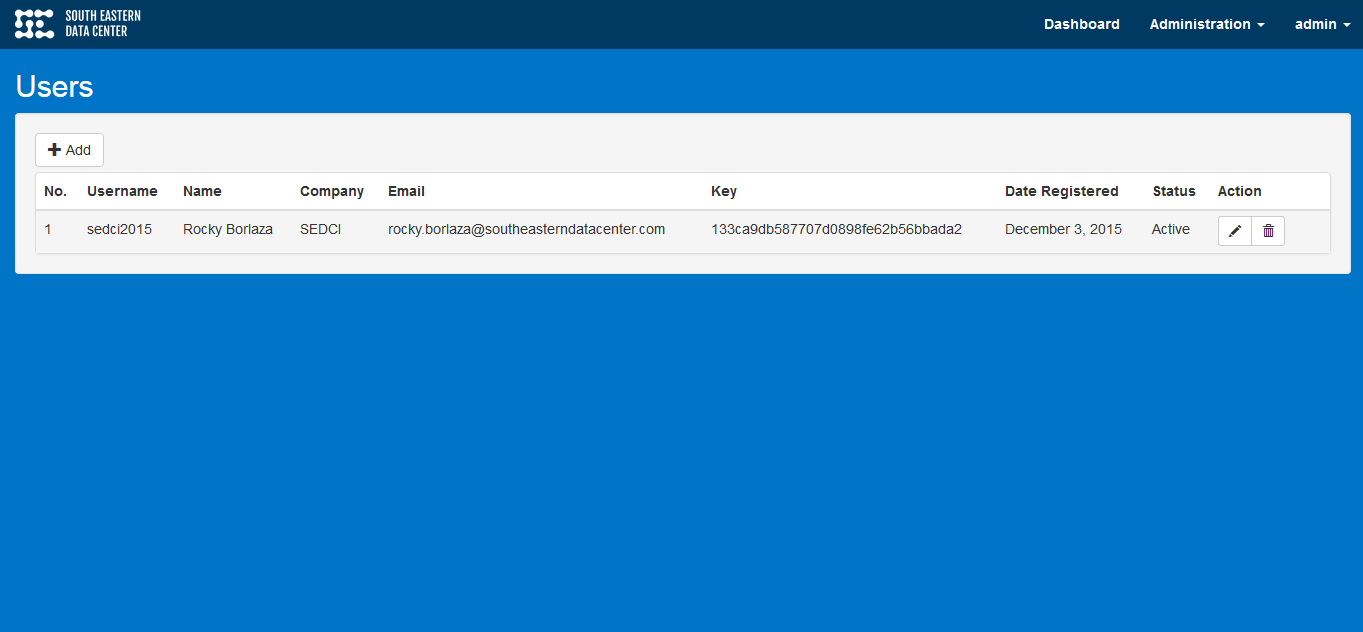 SOUTH EASTERN
DATA CENTER
Dashboard Administration admin
Users
Add
No. Username Name Company Email Key Date Registered Status Action
1 sedci2015 Rocky Borlaza SEDCI rocky.borlaza@southeasterndatacenter.com 133ca9db587707d0898fe62b56bbada2 December 3, 2015 Active